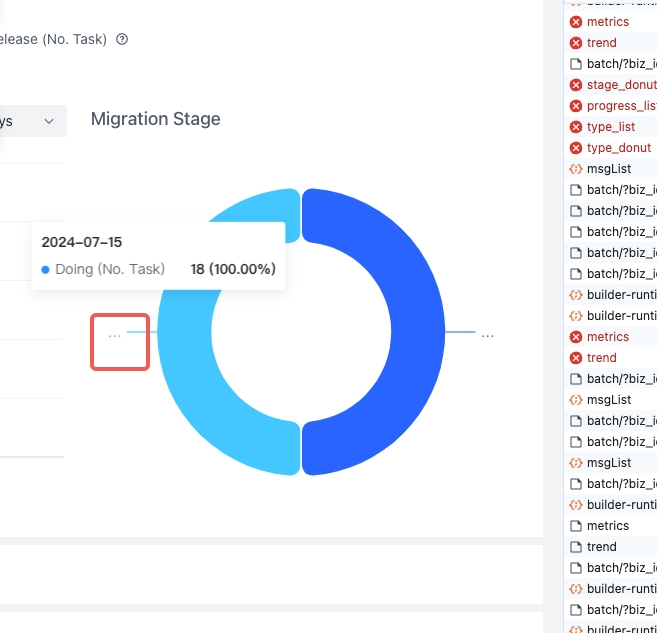 elease (No. Task)
ys
Migration Stage
2024-07-15
Doing (No. Task) 18 (100.00%)
...
...
metrics
trend
batch/?biz_i
stage_donut
progress_lis
type_list
type_donut
msgList
batch/?biz_i
batch/?biz_i
batch/?biz_i
batch/?biz_i
batch/?biz_i
builder-runti
builder-runti
metrics
trend
batch/?biz_i
msgList
batch/?biz_i
batch/?biz_i
msgList
batch/?biz_i
builder-runti
metrics
trend
batch/?biz_i
builder-runti
batch/?biz_i
builder-runti